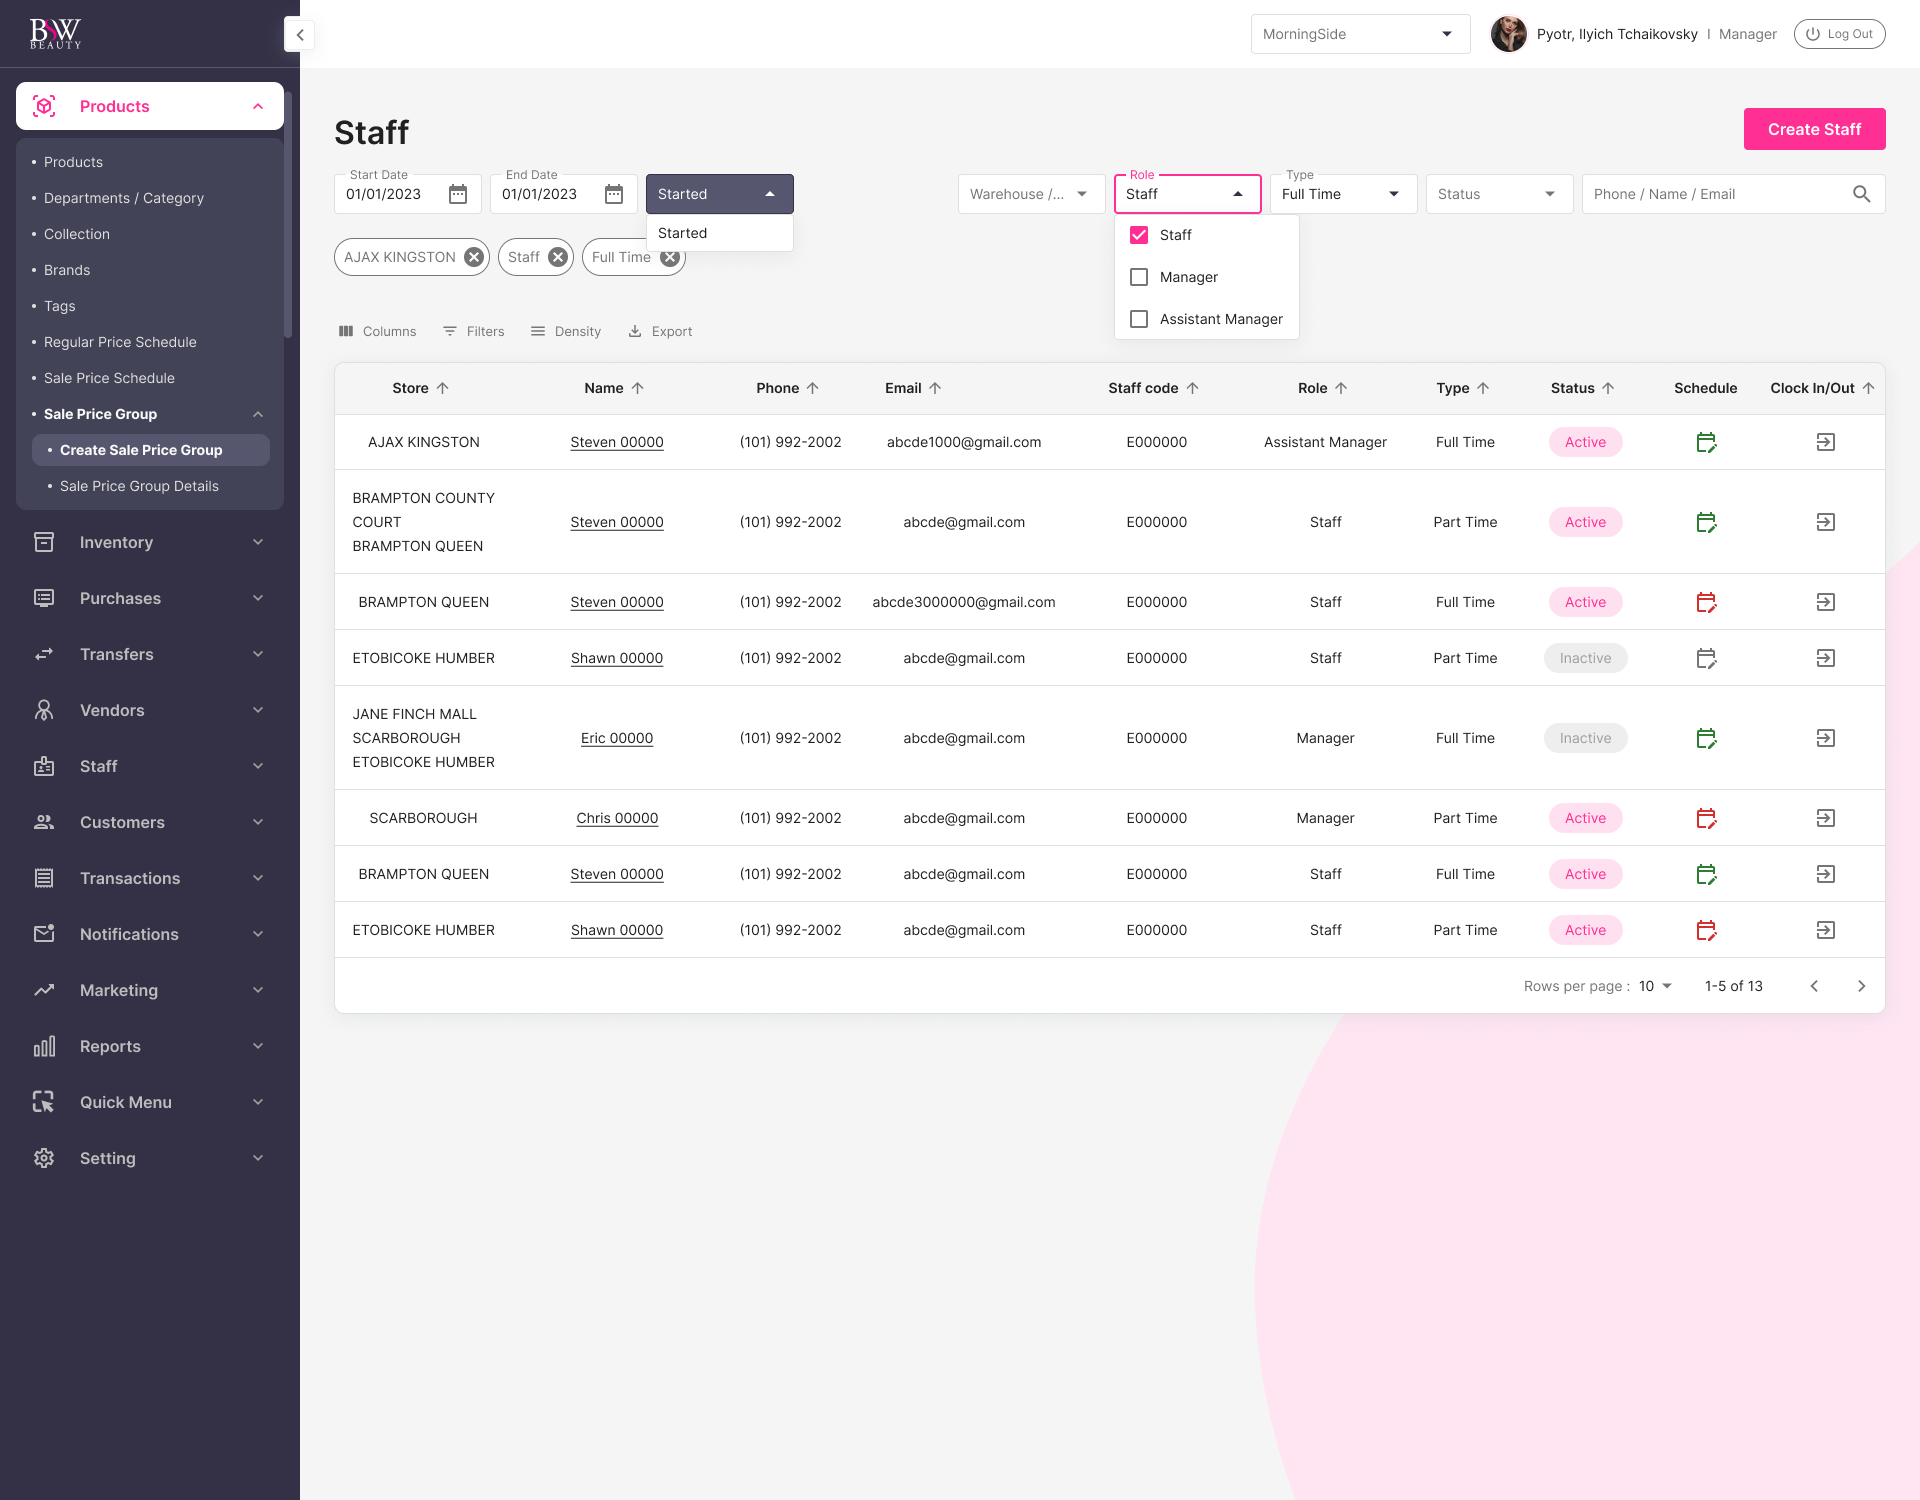 BSW
BEAUTY
MorningSide
Pyotr, Ilyich Tchaikovsky | Manager
Log Out
Products
Products
Departments / Category
Collection
Brands
Tags
Regular Price Schedule
Sale Price Schedule
Sale Price Group
Create Sale Price Group
Sale Price Group Details
Inventory
Purchases
Transfers
Vendors
Staff
Customers
Transactions
Notifications
Marketing
Reports
Quick Menu
Setting
Staff
Create Staff
Start Date
01/01/2023
End Date
01/01/2023
Started
Started
Warehouse /...
Role
Staff
Staff
Manager
Assistant Manager
Type
Full Time
Status
Phone / Name / Email
AJAX KINGSTON
Staff
Full Time
Columns
Filters
Density
Export
Store Name Phone Email Staff code Role Type Status Schedule Clock In/Out
AJAX KINGSTON Steven 00000 (101) 992-2002 abcde1000@gmail.com E000000 Assistant Manager Full Time Active
BRAMPTON COUNTY
COURT
BRAMPTON QUEEN
Steven 00000 (101) 992-2002 abcde@gmail.com E000000 Staff Part Time Active
BRAMPTON QUEEN Steven 00000 (101) 992-2002 abcde3000000@gmail.com E000000 Staff Full Time Active
ETOBICOKE HUMBER Shawn 00000 (101) 992-2002 abcde@gmail.com E000000 Staff Part Time Inactive
JANE FINCH MALL
SCARBOROUGH
ETOBICOKE HUMBER
Eric 00000 (101) 992-2002 abcde@gmail.com E000000 Manager Full Time Inactive
SCARBOROUGH Chris 00000 (101) 992-2002 abcde@gmail.com E000000 Manager Part Time Active
BRAMPTON QUEEN Steven 00000 (101) 992-2002 abcde@gmail.com E000000 Staff Full Time Active
ETOBICOKE HUMBER Shawn 00000 (101) 992-2002 abcde@gmail.com E000000 Staff Part Time Active
Rows per page : 10 1-5 of 13